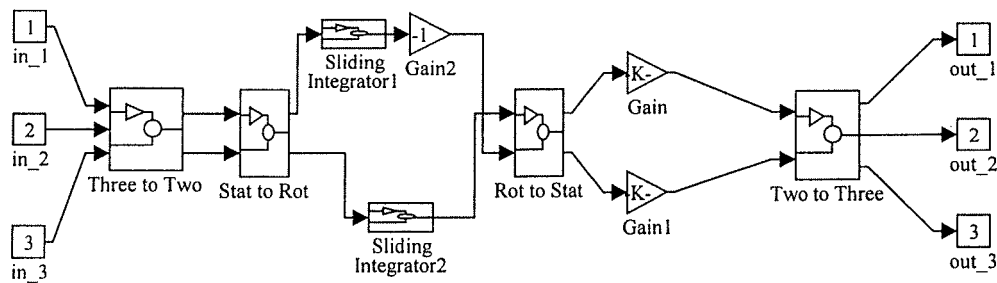 1
in_1
2
in_2
3
in_3
Three to Two
Stat to Rot
Sliding
Integrator1
-1
Gain2
Sliding
Integrator2
Rot to Stat
K-
Gain
K-
Gain1
Two to Three
1
out_1
2
out_2
3
out_3